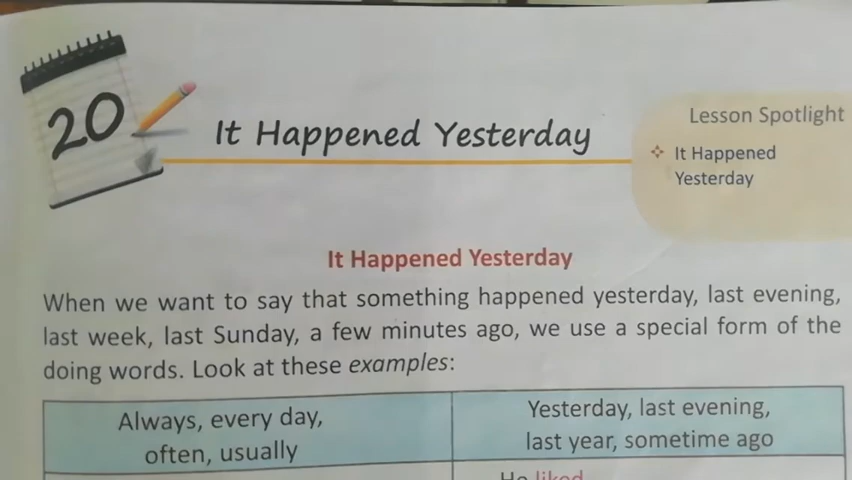 20
It Happened Yesterday
Lesson Spotlight
❖ It Happened
Yesterday
It Happened Yesterday
When we want to say that something happened yesterday, last evening,
last week, last Sunday, a few minutes ago, we use a special form of the
doing words. Look at these examples:
Always, every day,
often, usually
Yesterday, last evening,
last year, sometime ago
He liked